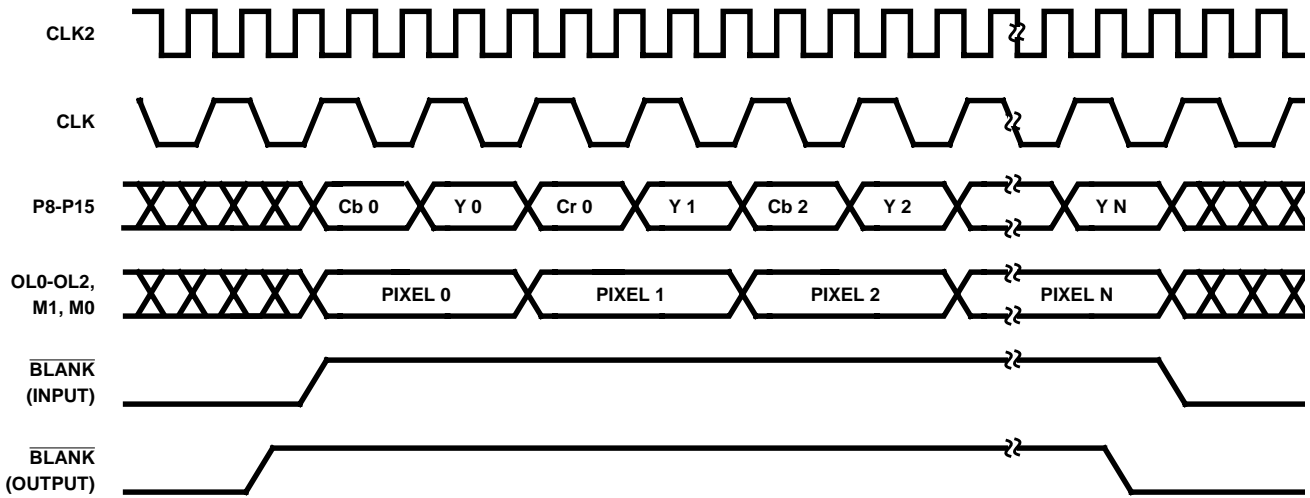 CLK2
CLK
P8-P15
Cb 0 Y 0 Cr 0 Y 1 Cb 2 Y 2 Y N
OL0-OL2,
M1, M0
PIXEL 0 PIXEL 1 PIXEL 2 PIXEL N
BLANK
(INPUT)
BLANK
(OUTPUT)